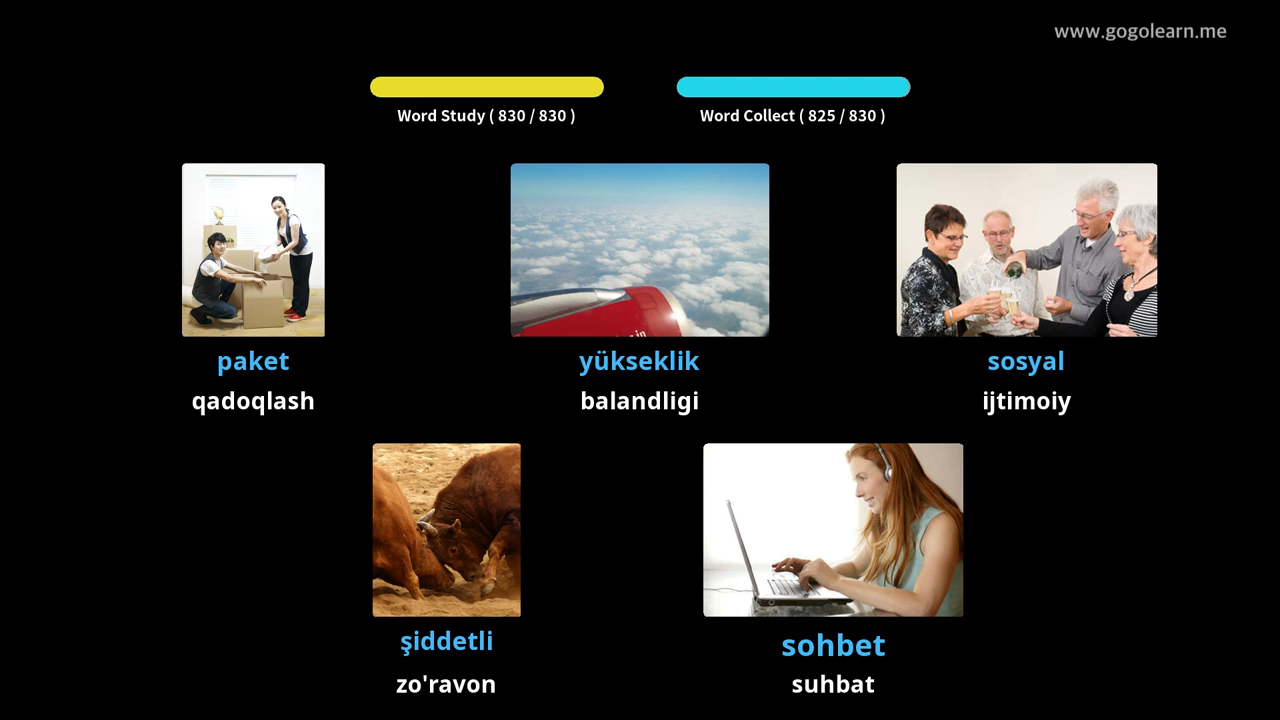 www.gogolearn.me
Word Study ( 830 / 830 )
Word Collect ( 825 / 830 )
paket
yükseklik
sosyal
qadoqlash
balandligi
ijtimoiy
şiddetli
sohbet
zo'ravon
suhbat